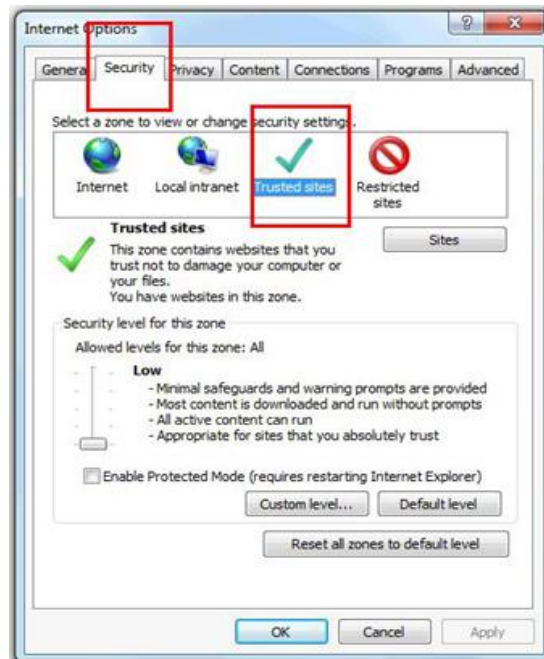 Internet Options
General Security Privacy Content Connections Programs Advanced
Select a zone to view or change security settings.
Internet Local intranet Trusted sites Restricted
sites
Trusted sites
Sites
This zone contains websites that you
trust not to damage your computer or
your files.
You have websites in this zone.
Security level for this zone
Allowed levels for this zone: All
Low
- Minimal safeguards and warning prompts are provided
- Most content is downloaded and run without prompts
- All active content can run
- Appropriate for sites that you absolutely trust
Enable Protected Mode (requires restarting Internet Explorer)
Custom level... Default level
Reset all zones to default level
OK Cancel Apply